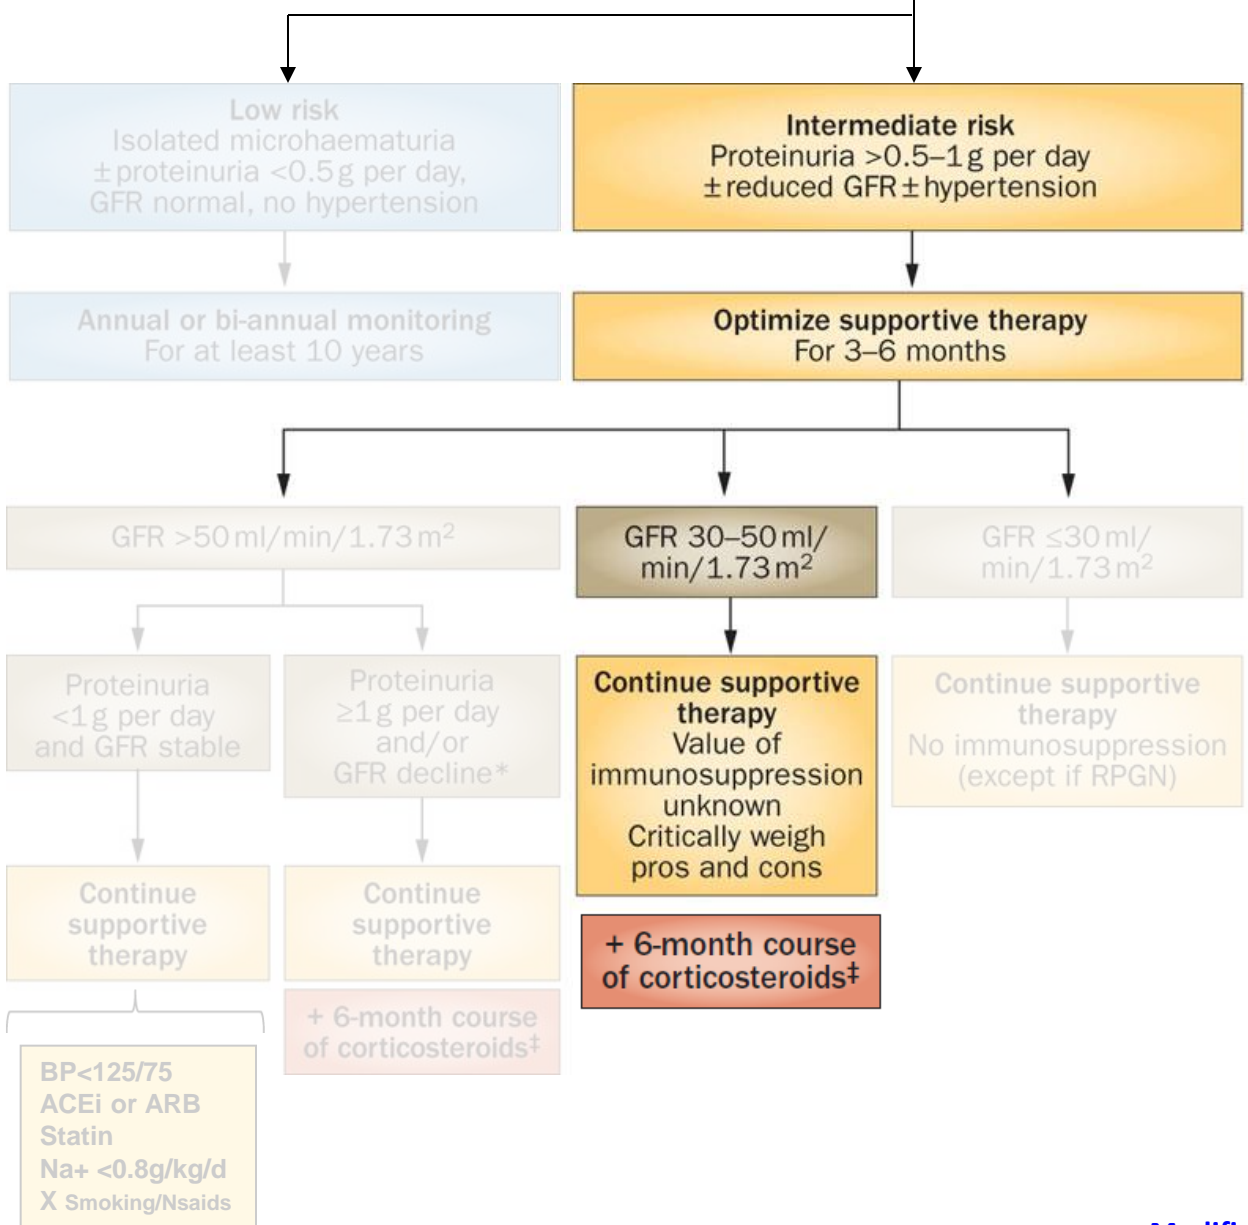 Low risk
Isolated microhaematuria
± proteinuria <0.5 g per day,
GFR normal, no hypertension
Intermediate risk
Proteinuria >0.5–1 g per day
± reduced GFR ± hypertension
Annual or bi-annual monitoring
For at least 10 years
Optimize supportive therapy
For 3–6 months
GFR >50 ml/min/1.73 m²
GFR 30–50 ml/
min/1.73 m²
GFR ≤30 ml/
min/1.73 m²
Proteinuria
<1 g per day
and GFR stable
Proteinuria
≥1 g per day
and/or
GFR decline*
Continue supportive
therapy
Value of
immunosuppression
unknown
Critically weigh
pros and cons
Continue supportive
therapy
No immunosuppression
(except if RPGN)
Continue
supportive
therapy
Continue
supportive
therapy
+ 6-month course
of corticosteroids‡
+ 6-month course
of corticosteroids‡
BP<125/75
ACEi or ARB
Statin
Na+ <0.8g/kg/d
X Smoking/Nsaids